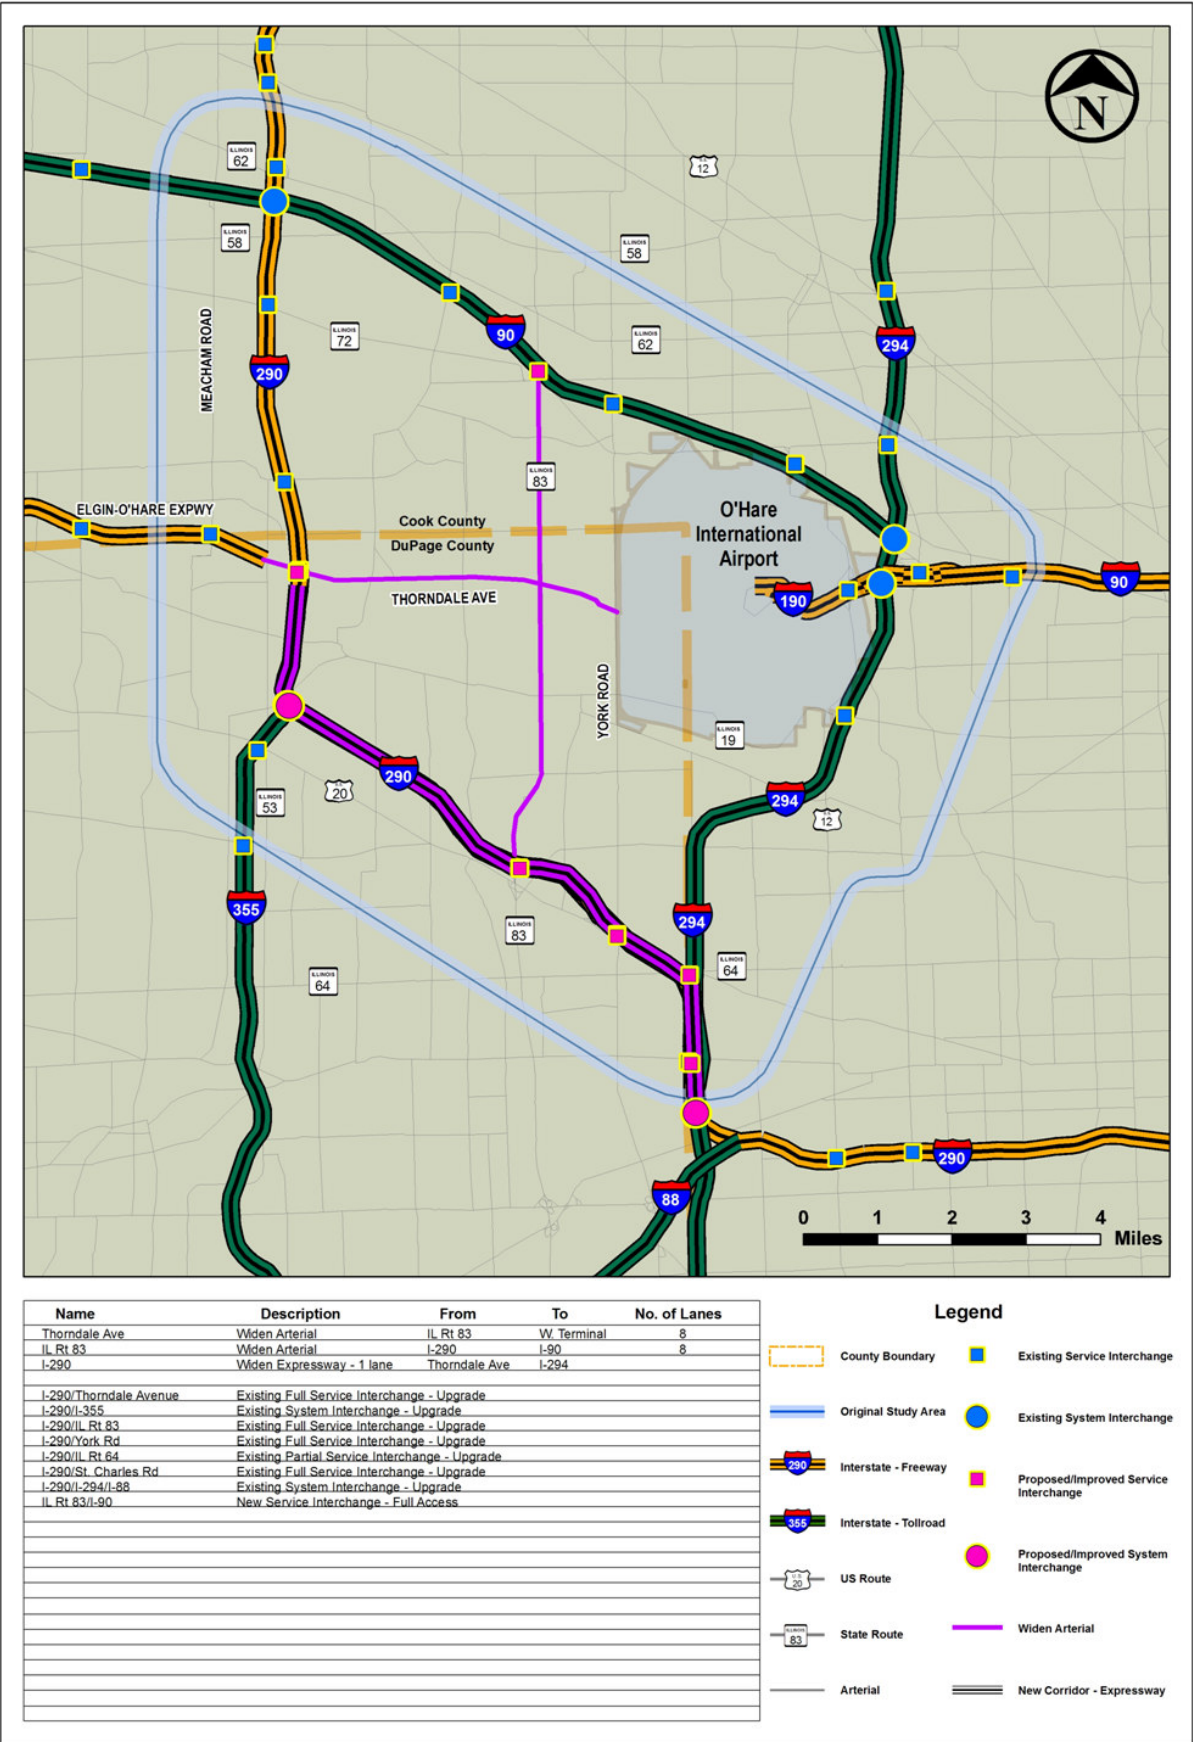 N
ILLINOIS
62
U S
12
ILLINOIS
58
ILLINOIS
58
ILLINOIS
72
90
ILLINOIS
62
294
MEACHAM ROAD
290
ILLINOIS
83
ELGIN-O'HARE EXPWY
Cook County
DuPage County
O'Hare
International
Airport
THORNDALE AVE
190
90
YORK ROAD
ILLINOIS
19
290
U S
20
ILLINOIS
53
294
U S
12
355
ILLINOIS
83
294
ILLINOIS
64
ILLINOIS
64
290
88
0 1 2 3 4
Miles
Name Description From To No. of Lanes
Thorndale Ave Widen Arterial IL Rt 83 W. Terminal 8
IL Rt 83 Widen Arterial I-290 I-90 8
I-290 Widen Expressway - 1 lane Thorndale Ave I-294
I-290/Thorndale Avenue Existing Full Service Interchange - Upgrade
I-290/I-355 Existing System Interchange - Upgrade
I-290/IL Rt 83 Existing Full Service Interchange - Upgrade
I-290/York Rd Existing Full Service Interchange - Upgrade
I-290/IL Rt 64 Existing Partial Service Interchange - Upgrade
I-290/St. Charles Rd Existing Full Service Interchange - Upgrade
I-290/I-294/I-88 Existing System Interchange - Upgrade
IL Rt 83/I-90 New Service Interchange - Full Access
Legend
County Boundary
Original Study Area
290
Interstate - Freeway
355
Interstate - Tollroad
U S
20
US Route
ILLINOIS
83
State Route
Arterial
Existing Service Interchange
Existing System Interchange
Proposed/Improved Service
Interchange
Proposed/Improved System
Interchange
Widen Arterial
New Corridor - Expressway